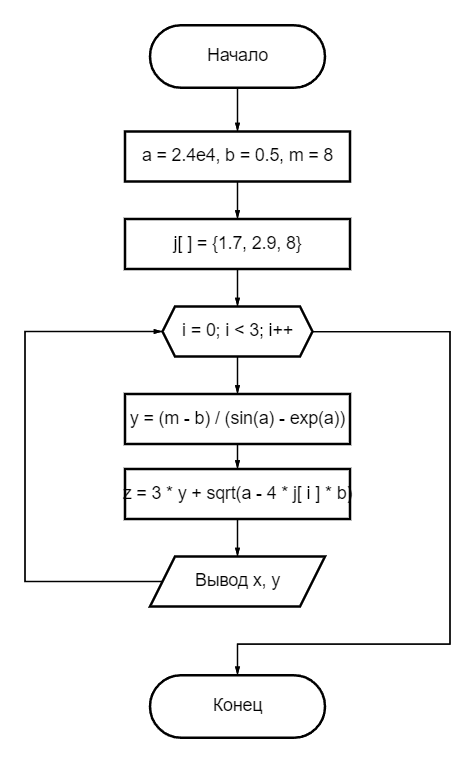 Начало
a = 2.4e4, b = 0.5, m = 8
j[ ] = {1.7, 2.9, 8}
i = 0; i < 3; i++
y = (m - b) / (sin(a) - exp(a))
z = 3 * y + sqrt(a - 4 * j[ i ] * b)
Вывод x, y
Конец